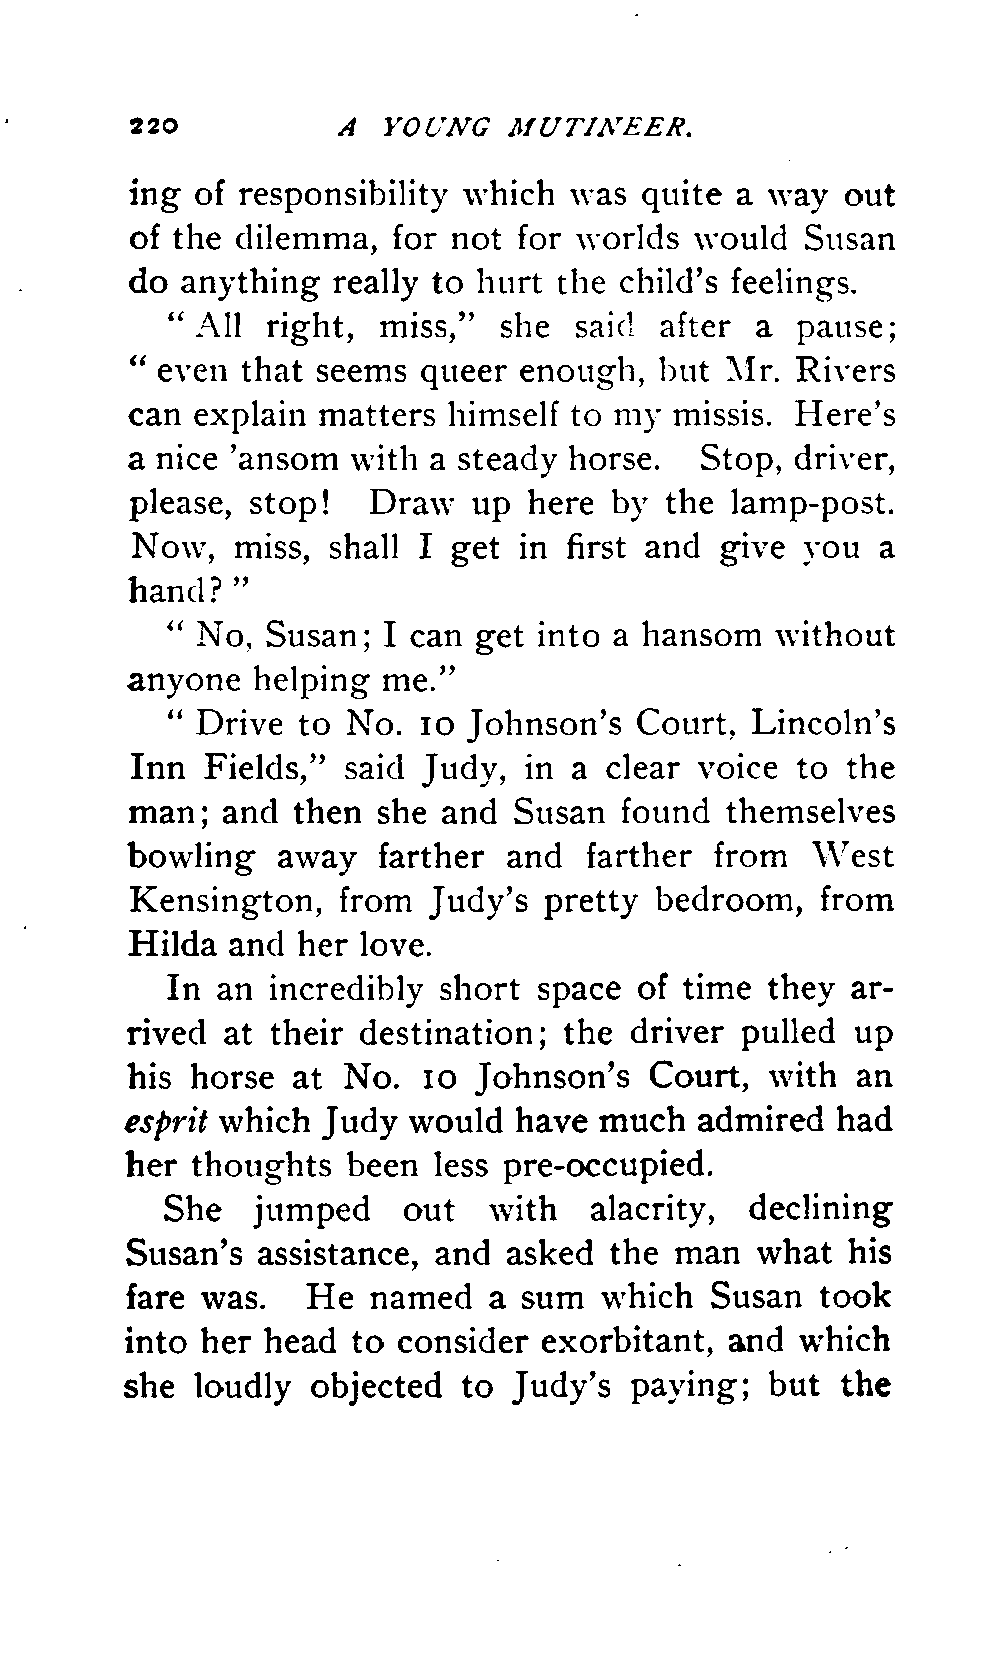 220 A YOUNG MUTINEER.
ing of responsibility which was quite a way out
of the dilemma, for not for worlds would Susan
do anything really to hurt the child's feelings.
“ All right, miss,” she said after a pause;
“ even that seems queer enough, but Mr. Rivers
can explain matters himself to my missis. Here's
a nice 'ansom with a steady horse. Stop, driver,
please, stop! Draw up here by the lamp-post.
Now, miss, shall I get in first and give you a
hand? ”
“ No, Susan; I can get into a hansom without
anyone helping me.”
“ Drive to No. 10 Johnson's Court, Lincoln's
Inn Fields,” said Judy, in a clear voice to the
man; and then she and Susan found themselves
bowling away farther and farther from West
Kensington, from Judy's pretty bedroom, from
Hilda and her love.
In an incredibly short space of time they ar-
rived at their destination; the driver pulled up
his horse at No. 10 Johnson's Court, with an
esprit which Judy would have much admired had
her thoughts been less pre-occupied.
She jumped out with alacrity, declining
Susan's assistance, and asked the man what his
fare was. He named a sum which Susan took
into her head to consider exorbitant, and which
she loudly objected to Judy's paying; but the